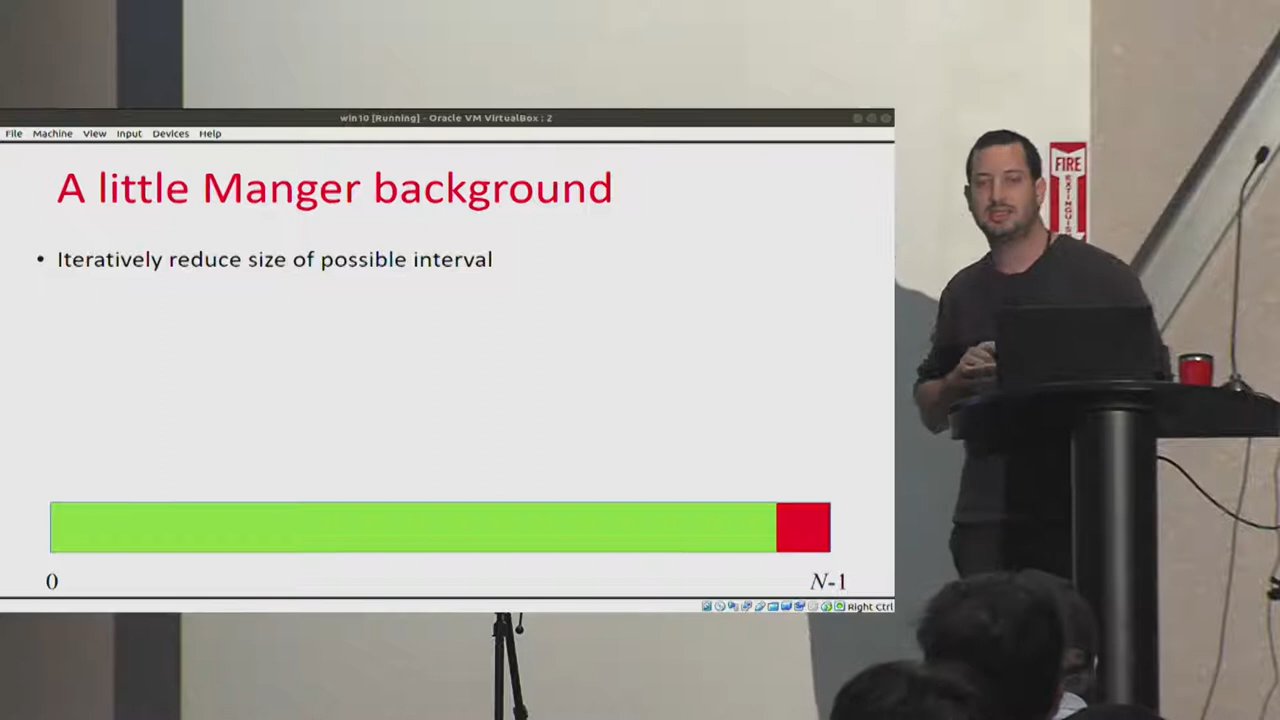 win10 [Running] - Oracle VM VirtualBox : 2
File Machine View Input Devices Help
A little Manger background
• Iteratively reduce size of possible interval
0
N-1
Right Ctrl
FIRE
EXTINGUIS